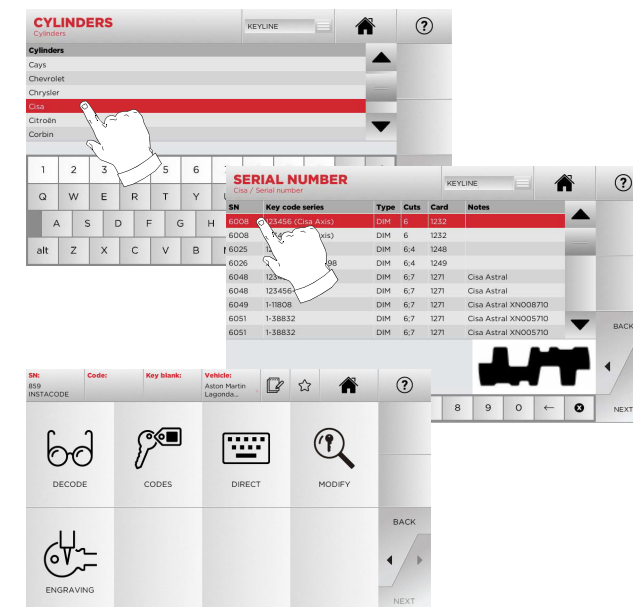 CYLINDERS
Cylinders
KEYLINE
?
Cylinders
Cays
Chevrolet
Chrysler
Cisa
Citroën
Corbin
1 2 3 5 6
Q W E R T Y
A S D F G H
alt Z X C V B
SERIAL NUMBER
Cisa / Serial number
KEYLINE
?
SN Key code series Type Cuts Card Notes
6008 123456 (Cisa Axis) DIM 6 1232
6008 DIM 6 1232
6025 DIM 6;4 1248
6026 98 DIM 6;4 1249
6048 DIM 6;7 1271 Cisa Astral
6048 123456 DIM 6;7 1271 Cisa Astral
6049 1-11808 DIM 6;7 1271 Cisa Astral XN008710
6051 1-38832 DIM 6;7 1271 Cisa Astral XN005710
6051 1-38832 DIM 6;7 1271 Cisa Astral XN005710
BACK
8 9 0 ←
NEXT
SN: Code: Key blank: Vehicle:
859 Aston Martin
INSTACODE Lagonda...
?
DECODE CODES DIRECT MODIFY
BACK
ENGRAVING
NEXT